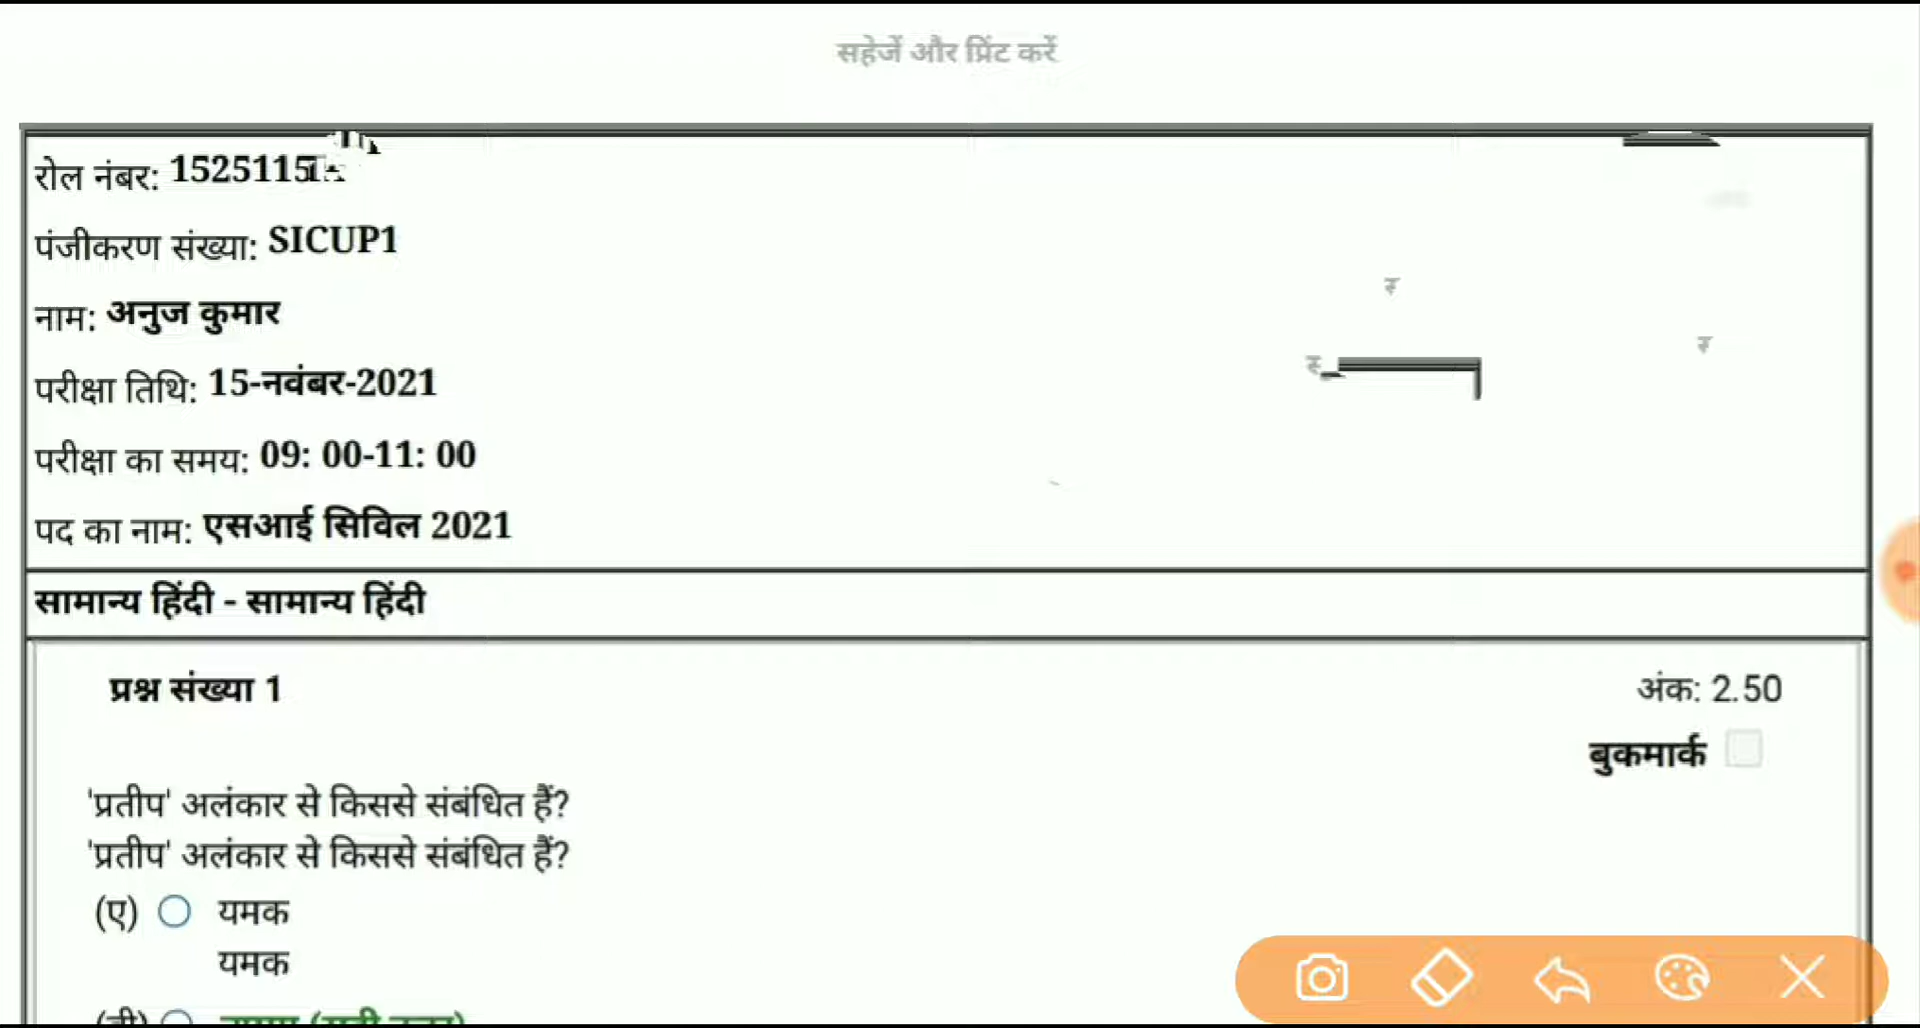 सहेजें और प्रिंट करें
रोल नंबर: 1525115
पंजीकरण संख्या: SICUP1
नाम: अनुज कुमार
परीक्षा तिथि: 15-नवंबर-2021
परीक्षा का समय: 09: 00-11: 00
पद का नाम: एसआई सिविल 2021
सामान्य हिंदी - सामान्य हिंदी
प्रश्न संख्या 1 अंक: 2.50
बुकमार्क
'प्रतीप' अलंकार से किससे संबंधित हैं?
'प्रतीप' अलंकार से किससे संबंधित हैं?
(ए) यमक
यमक